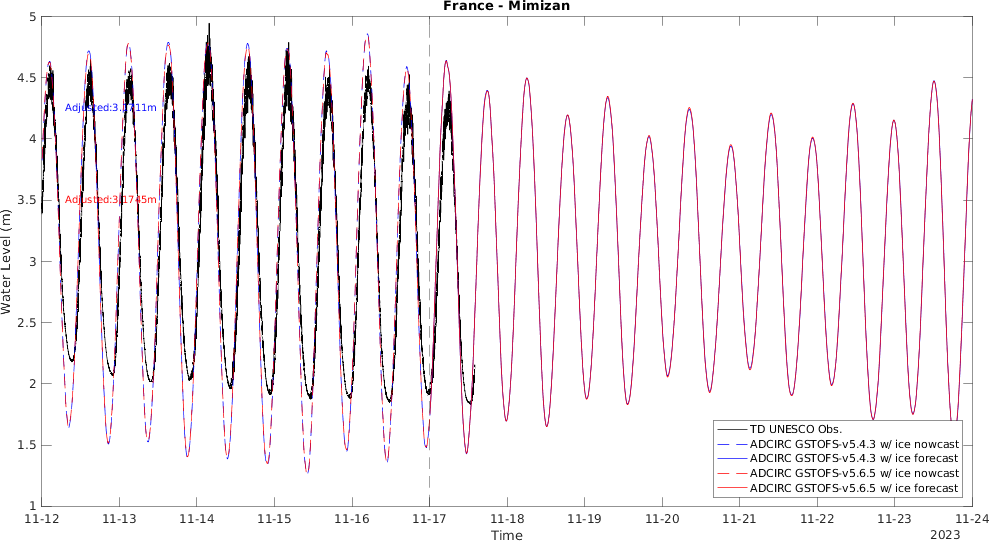 France - Mimizan
Water Level (m)
5
4.5
4
3.5
3
2.5
2
1.5
1
Adjusted:3.1745m
TD UNESCO Obs.
ADCIRC GSTOFS-v5.4.3 w/ ice nowcast
ADCIRC GSTOFS-v5.4.3 w/ ice forecast
ADCIRC GSTOFS-v5.6.5 w/ ice nowcast
ADCIRC GSTOFS-v5.6.5 w/ ice forecast
11-12 11-13 11-14 11-15 11-16 11-17 11-18 11-19 11-20 11-21 11-22 11-23 11-24
Time
2023